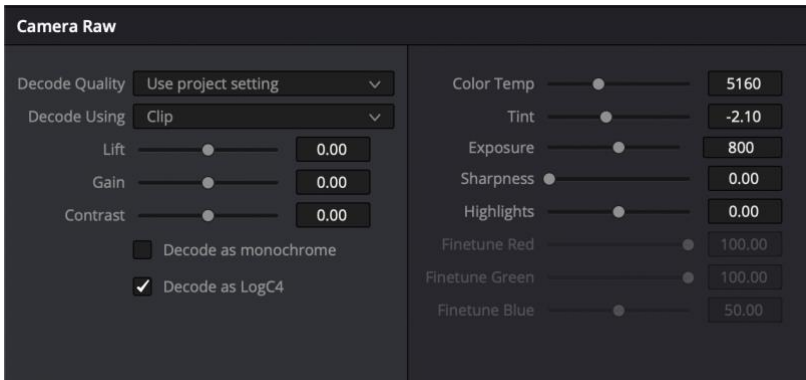 Camera Raw
Decode Quality Use project setting
Decode Using Clip
Lift 0.00
Gain 0.00
Contrast 0.00
Decode as monochrome
Decode as LogC4
Color Temp 5160
Tint -2.10
Exposure 800
Sharpness 0.00
Highlights 0.00
Finetune Red 100.00
Finetune Green 100.00
Finetune Blue 50.00